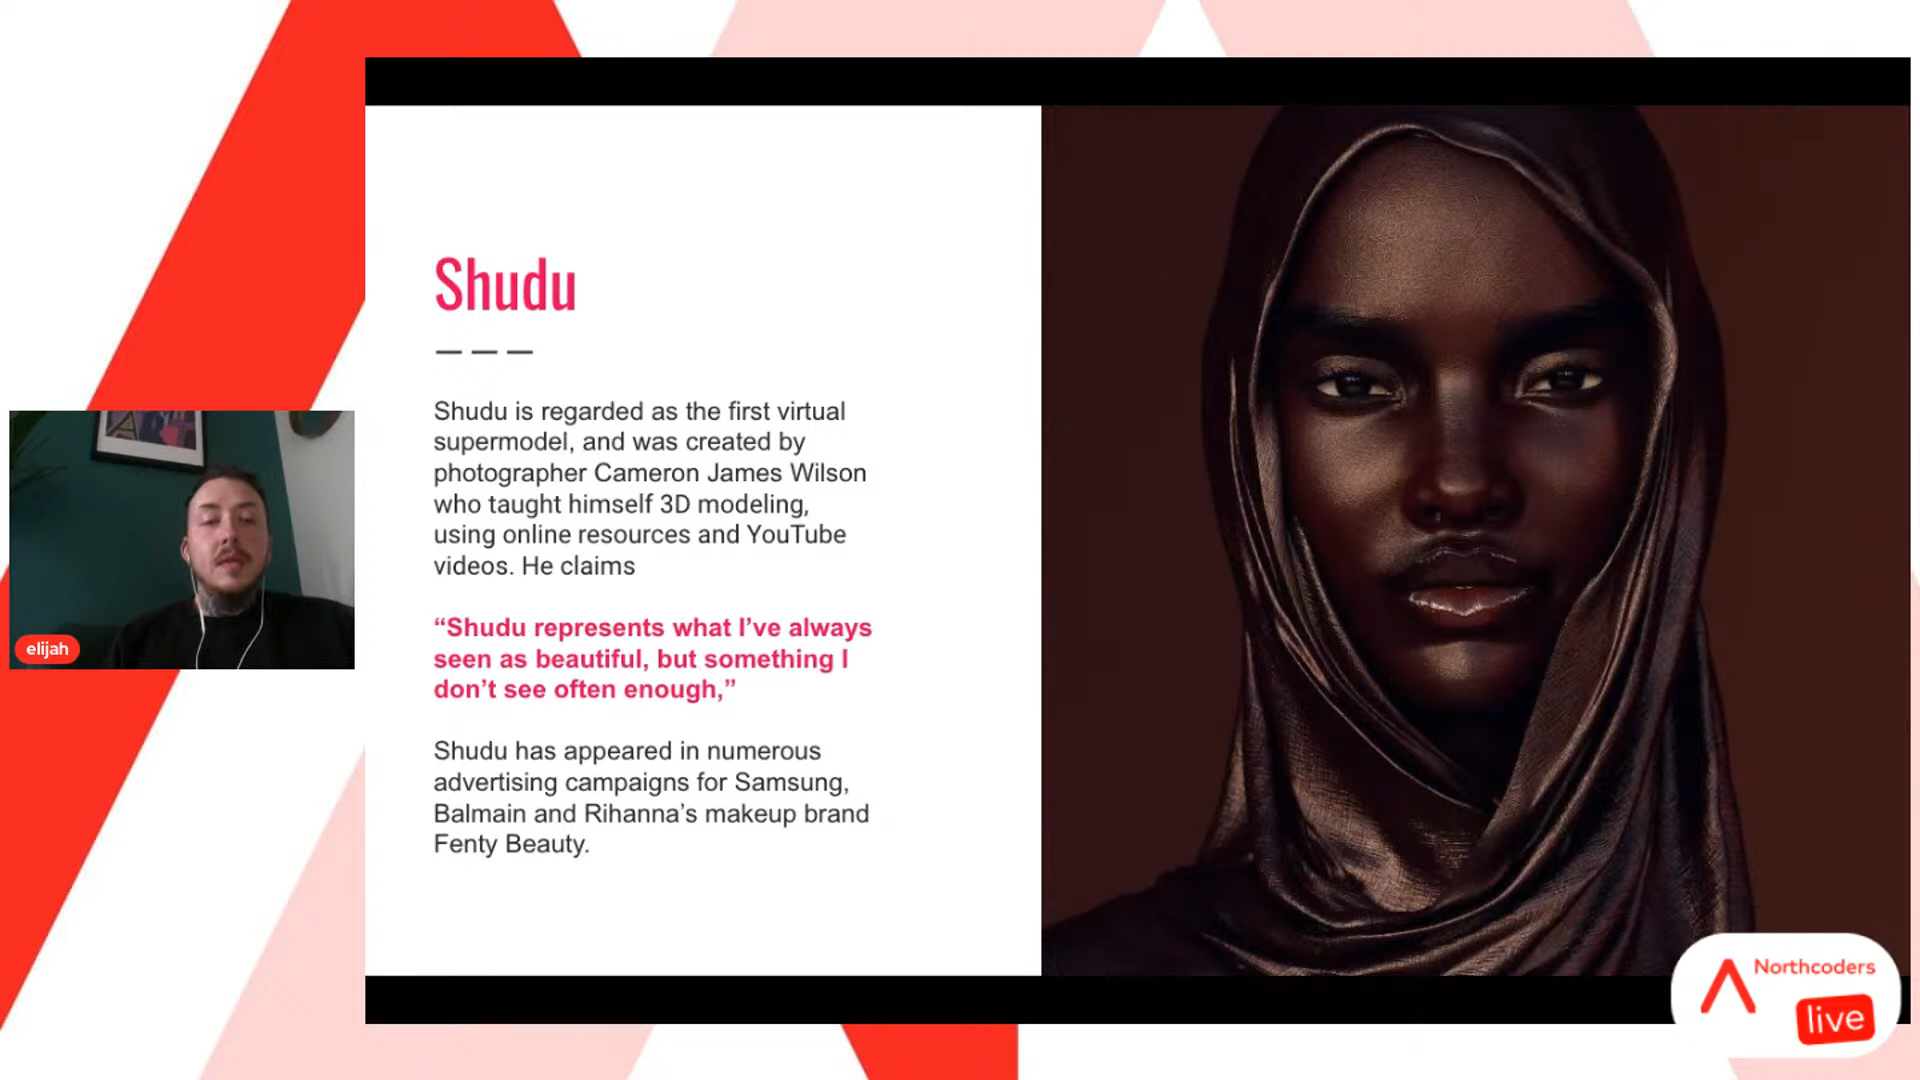 Shudu
Shudu is regarded as the first virtual
supermodel, and was created by
photographer Cameron James Wilson
who taught himself 3D modeling,
using online resources and YouTube
videos. He claims
“Shudu represents what I’ve always
seen as beautiful, but something I
don’t see often enough,”
Shudu has appeared in numerous
advertising campaigns for Samsung,
Balmain and Rihanna’s makeup brand
Fenty Beauty.
elijah
Northcoders
live